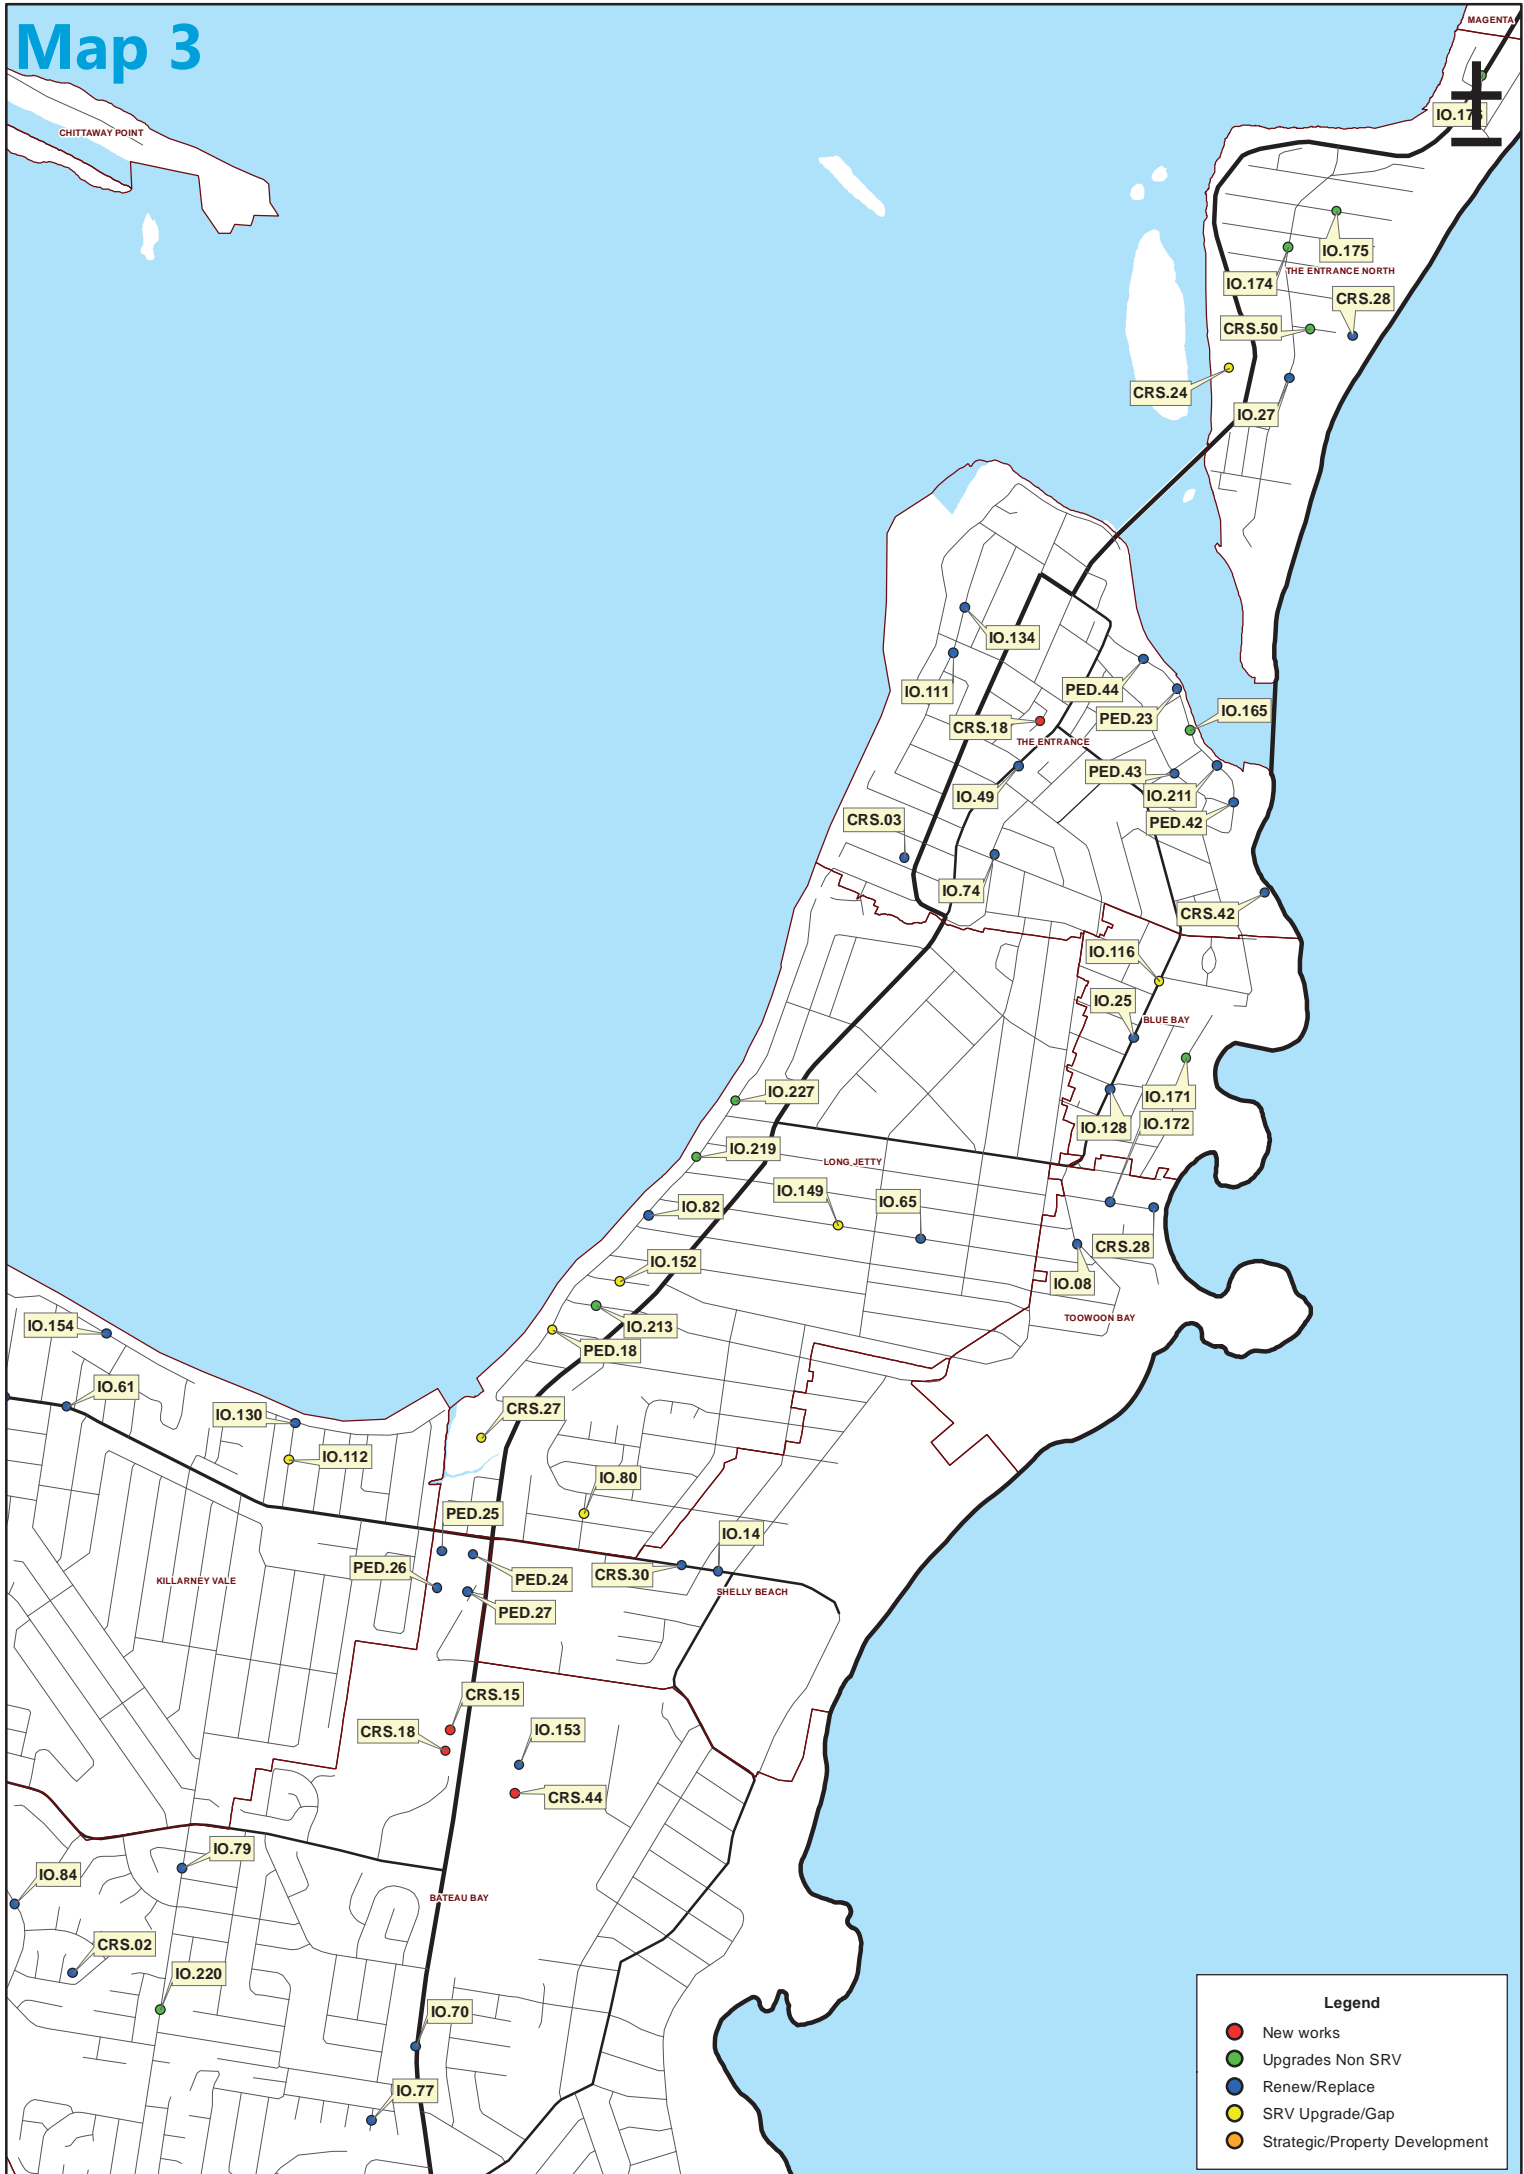 Map 3
MAGENTA
CHITTAWAY POINT
IO.175
IO.174
THE ENTRANCE NORTH
CRS.28
CRS.50
CRS.24
IO.27
IO.134
IO.111
PED.44
PED.23
IO.165
CRS.18
THE ENTRANCE
PED.43
IO.49
IO.211
CRS.03
PED.42
IO.74
CRS.42
IO.116
IO.25
BLUE BAY
IO.227
IO.171
IO.128
IO.172
IO.219
LONG JETTY
IO.149
IO.65
IO.82
CRS.28
IO.152
IO.08
TOOWOON BAY
IO.154
IO.213
PED.18
IO.61
IO.130
CRS.27
IO.112
IO.80
PED.25
IO.14
PED.26
PED.24
CRS.30
KILLARNEY VALE
SHELLY BEACH
PED.27
CRS.15
CRS.18
IO.153
CRS.44
IO.79
IO.84
BATEAU BAY
CRS.02
IO.220
IO.70
IO.77
Legend
New works
Upgrades Non SRV
Renew/Replace
SRV Upgrade/Gap
Strategic/Property Development